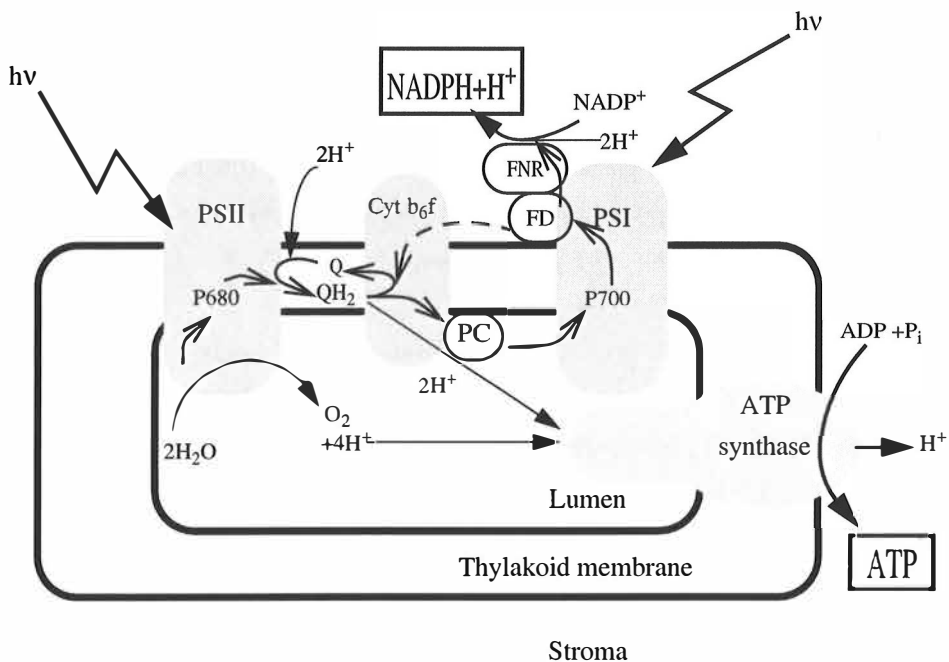 hν
hν
NADPH+H⁺
NADP⁺
2H⁺
2H⁺
FNR
Cyt b₆f
PSII
FD
PSI
Q
QH₂
P680
P700
PC
ADP +Pᵢ
2H⁺
O₂
+4H⁺
2H₂O
ATP
synthase
H⁺
Lumen
Thylakoid membrane
ATP
Stroma